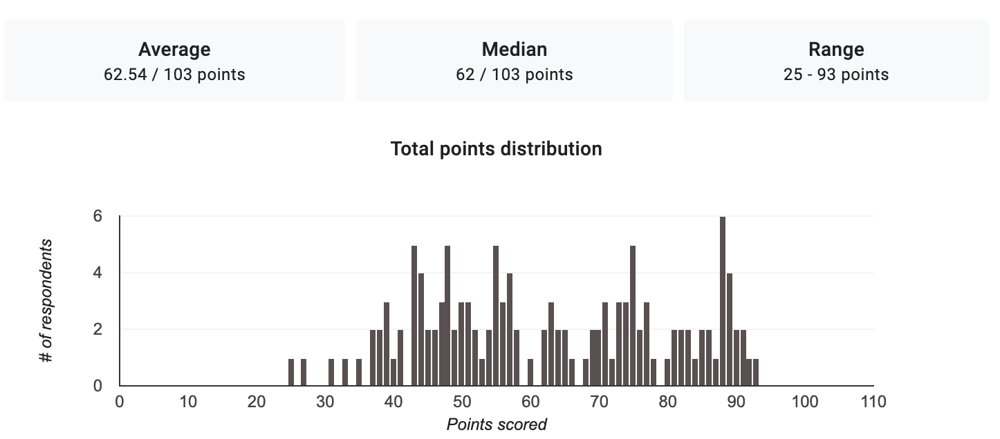 Average
62.54 / 103 points
Median
62 / 103 points
Range
25 - 93 points
Total points distribution
# of respondents
6
4
2
0
0 10 20 30 40 50 60 70 80 90 100 110
Points scored